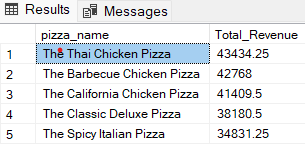 Results Messages
pizza_name Total_Revenue
1 The Thai Chicken Pizza 43434.25
2 The Barbecue Chicken Pizza 42768
3 The California Chicken Pizza 41409.5
4 The Classic Deluxe Pizza 38180.5
5 The Spicy Italian Pizza 34831.25